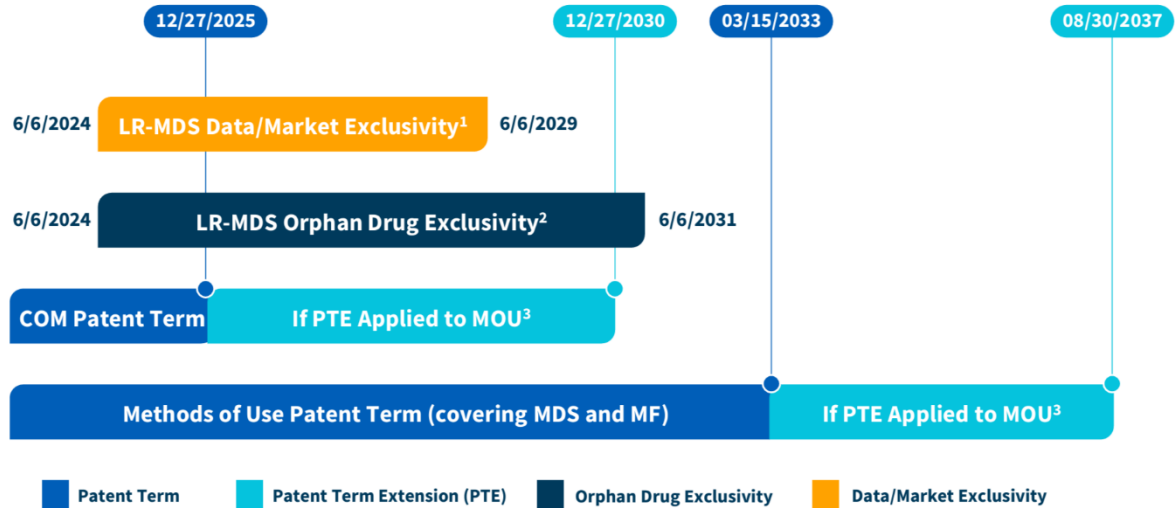 12/27/2025 12/27/2030 03/15/2033 08/30/2037
6/6/2024 LR-MDS Data/Market Exclusivity¹ 6/6/2029
6/6/2024 LR-MDS Orphan Drug Exclusivity² 6/6/2031
COM Patent Term If PTE Applied to MOU³
Methods of Use Patent Term (covering MDS and MF) If PTE Applied to MOU³
Patent Term Patent Term Extension (PTE) Orphan Drug Exclusivity Data/Market Exclusivity